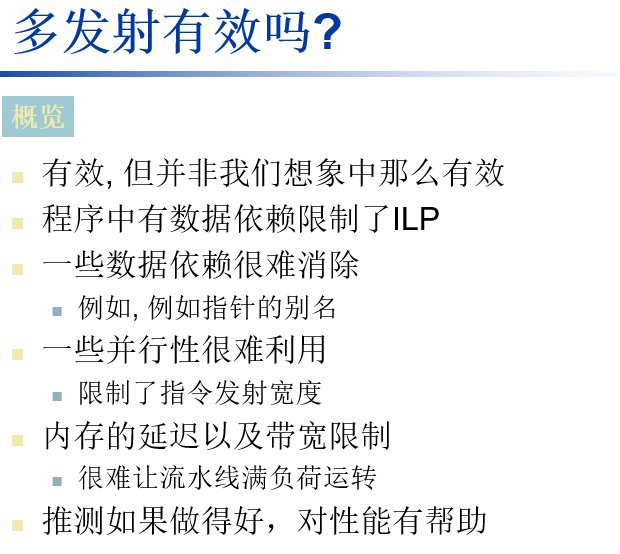 多发射有效吗?
概览
有效, 但并非我们想象中那么有效
程序中有数据依赖限制了ILP
一些数据依赖很难消除
例如, 例如指针的别名
一些并行性很难利用
限制了指令发射宽度
内存的延迟以及带宽限制
很难让流水线满负荷运转
推测如果做得好，对性能有帮助